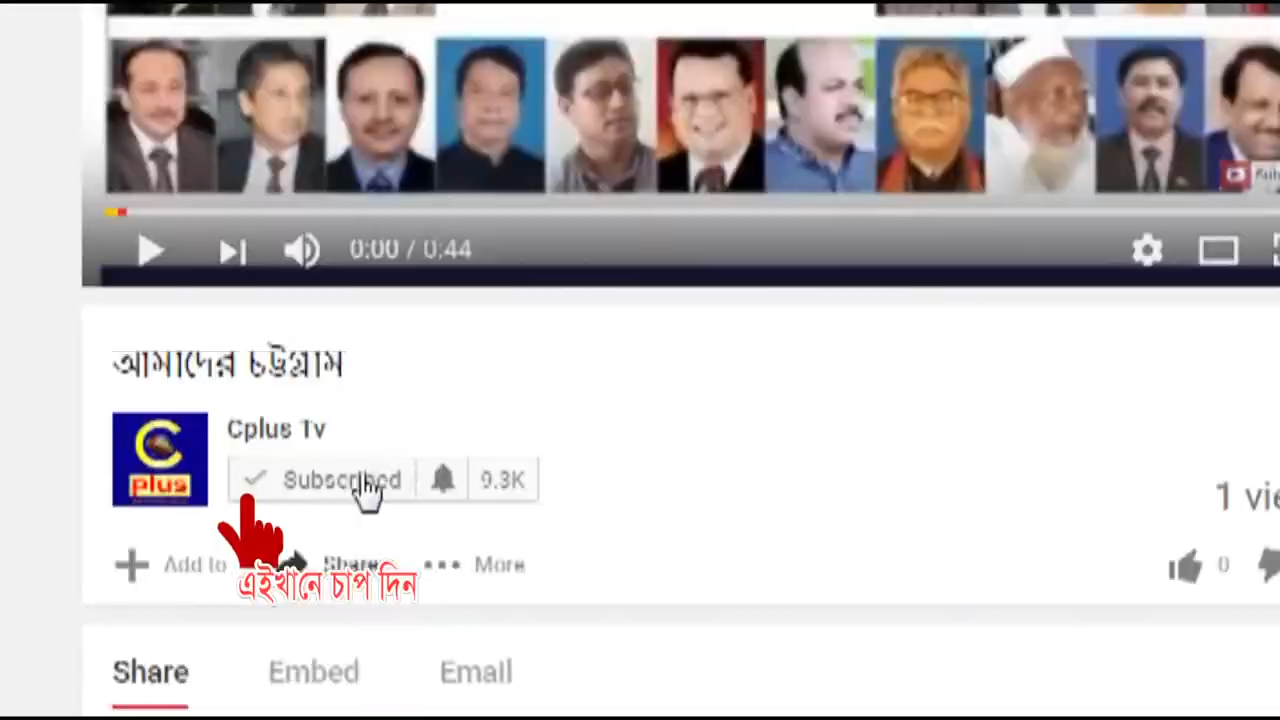 0:00 / 0:44
আমাদের চট্টগ্রাম
C
plus
Cplus Tv
Subscribed
9.3K
1 vie
Add to
Share
More
0
এইখানে চাপ দিন
Share
Embed
Email